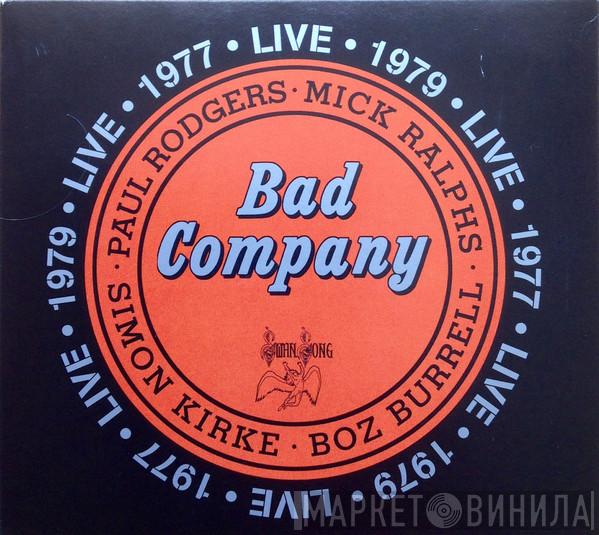 LIVE • 1979 • LIVE • 1977 • LIVE • 1979 • LIVE • 1977 • LIVE • 1979 • LIVE • 1977 •
PAUL RODGERS · MICK RALPHS · BOZ BURRELL · SIMON KIRKE ·
Bad
Company
SWAN SONG
МАРКЕТ ВИНИЛА